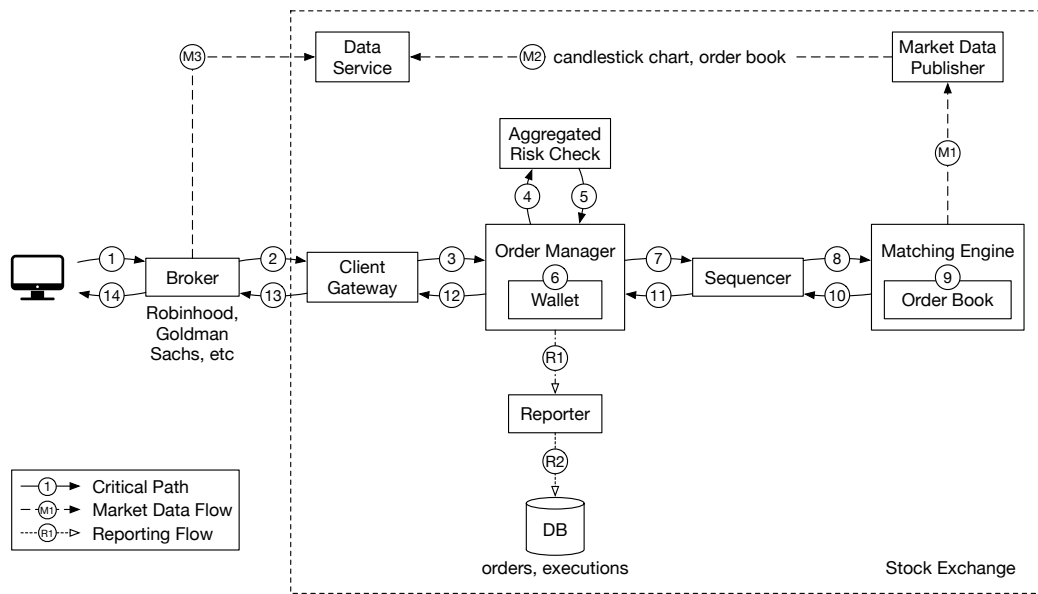 M3
Data
Service
M2
candlestick chart, order book
Market Data
Publisher
Aggregated
Risk Check
M1
4
5
1
2
3
Order Manager
7
8
Matching Engine
Broker
Client
Gateway
6
Wallet
Sequencer
9
Order Book
14
13
12
11
10
Robinhood,
Goldman
Sachs, etc
R1
Reporter
R2
1
Critical Path
M1
Market Data Flow
R1
Reporting Flow
DB
orders, executions
Stock Exchange